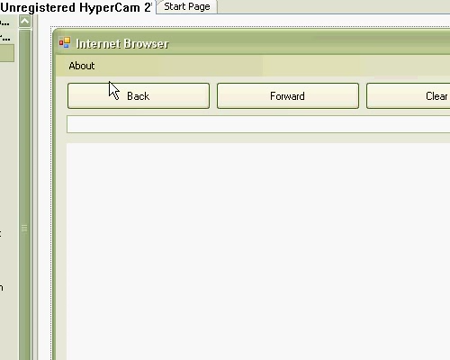 Unregistered HyperCam 2
Start Page
Internet Browser
About
Back
Forward
Clear